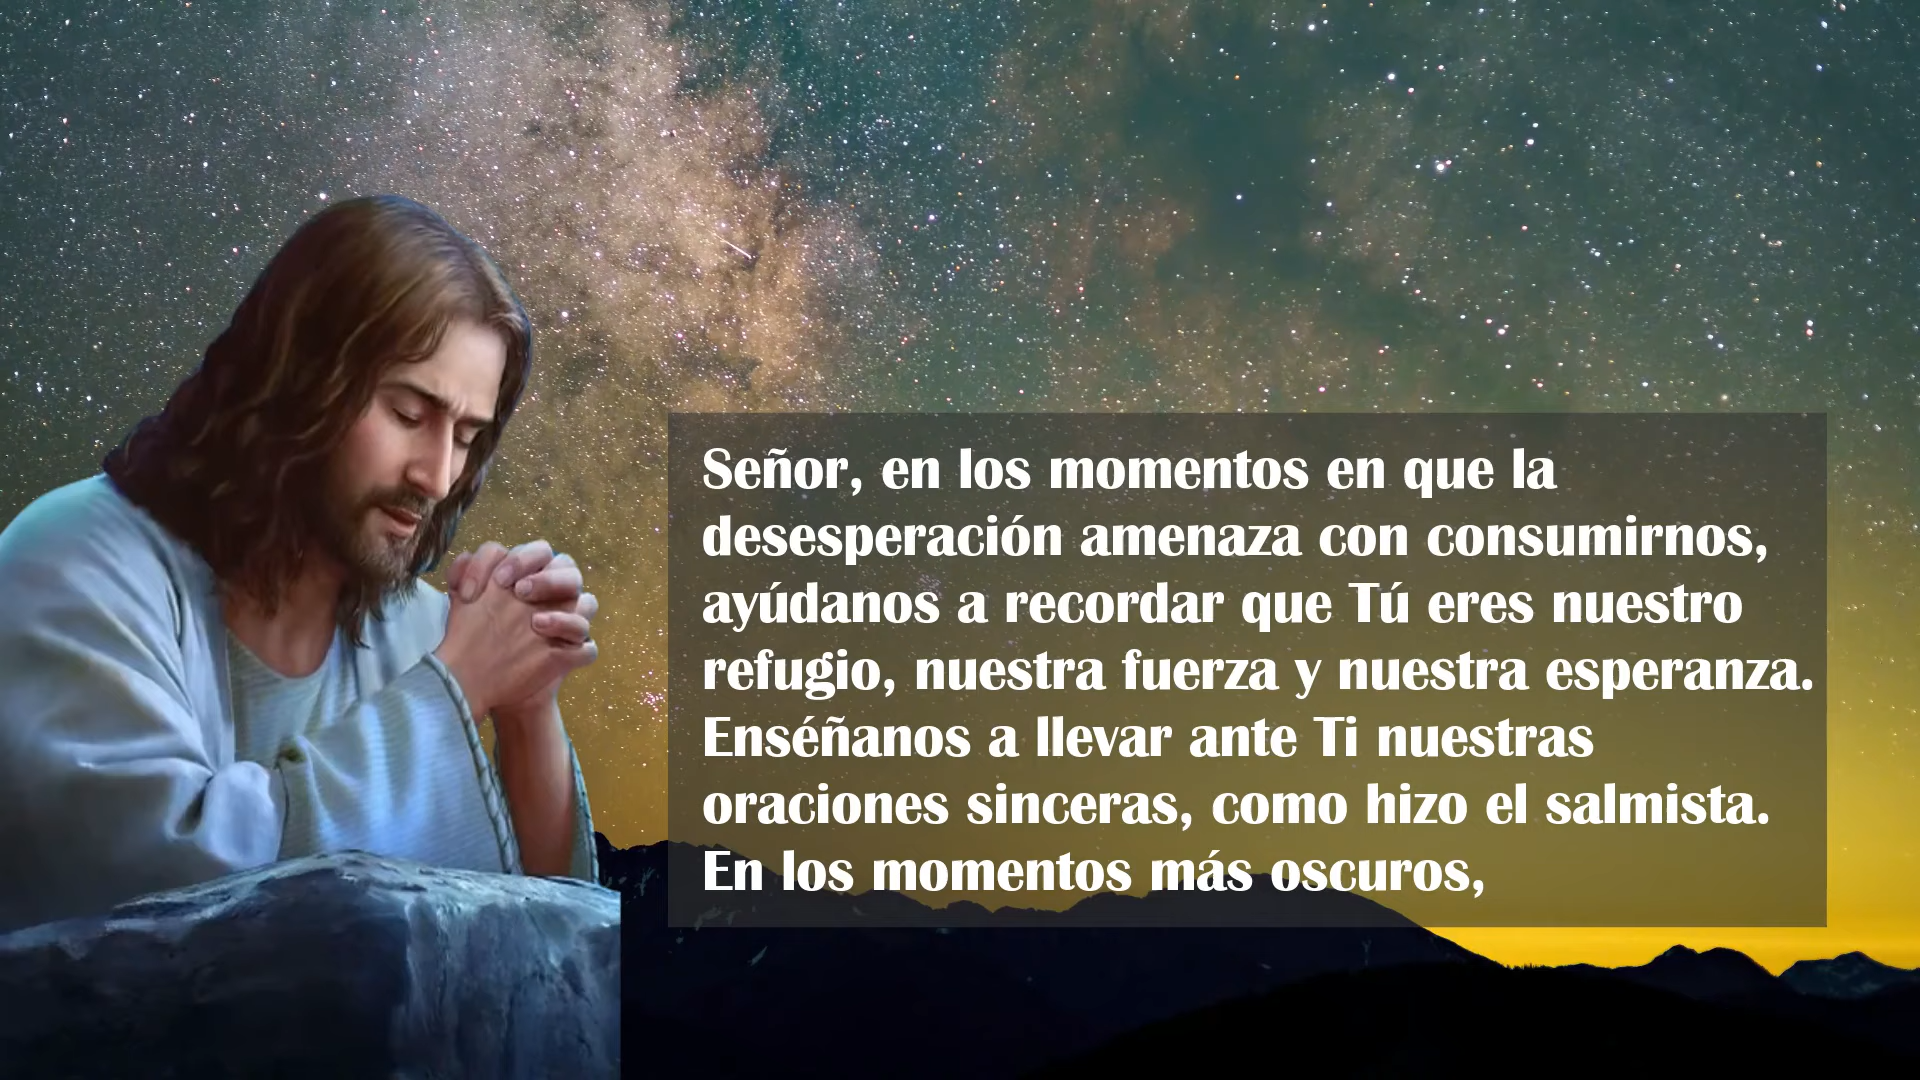 Señor, en los momentos en que la
desesperación amenaza con consumirnos,
ayúdanos a recordar que Tú eres nuestro
refugio, nuestra fuerza y nuestra esperanza.
Enséñanos a llevar ante Ti nuestras
oraciones sinceras, como hizo el salmista.
En los momentos más oscuros,